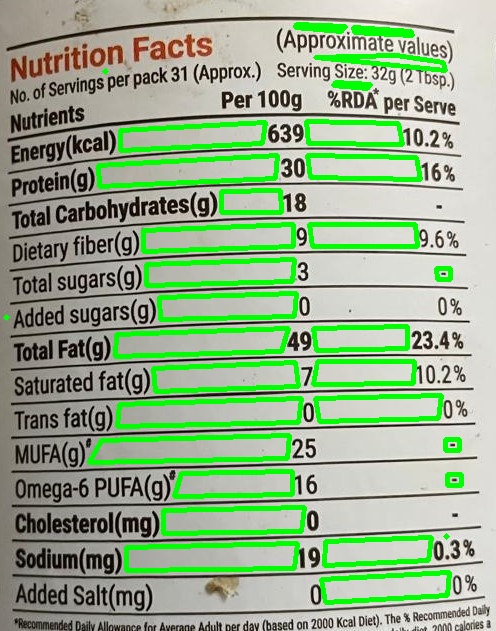 Nutrition Facts (Approximate values)
No. of Servings per pack 31 (Approx.) Serving Size: 32g (2 Tbsp.)
Nutrients Per 100g %RDA* per Serve
Energy(kcal) 639 10.2%
Protein(g) 30 16%
Total Carbohydrates(g) 18 -
Dietary fiber(g) 9 9.6%
Total sugars(g) 3 -
Added sugars(g) 0 0%
Total Fat(g) 49 23.4%
Saturated fat(g) 7 10.2%
Trans fat(g) 0 0%
MUFA(g)# 25 -
Omega-6 PUFA(g)# 16 -
Cholesterol(mg) 0 -
Sodium(mg) 19 0.3%
Added Salt(mg) 0 0%
*Recommended Daily Allowance for Average Adult per day (based on 2000 Kcal Diet). The % Recommended Daily
diet. 2000 calories a